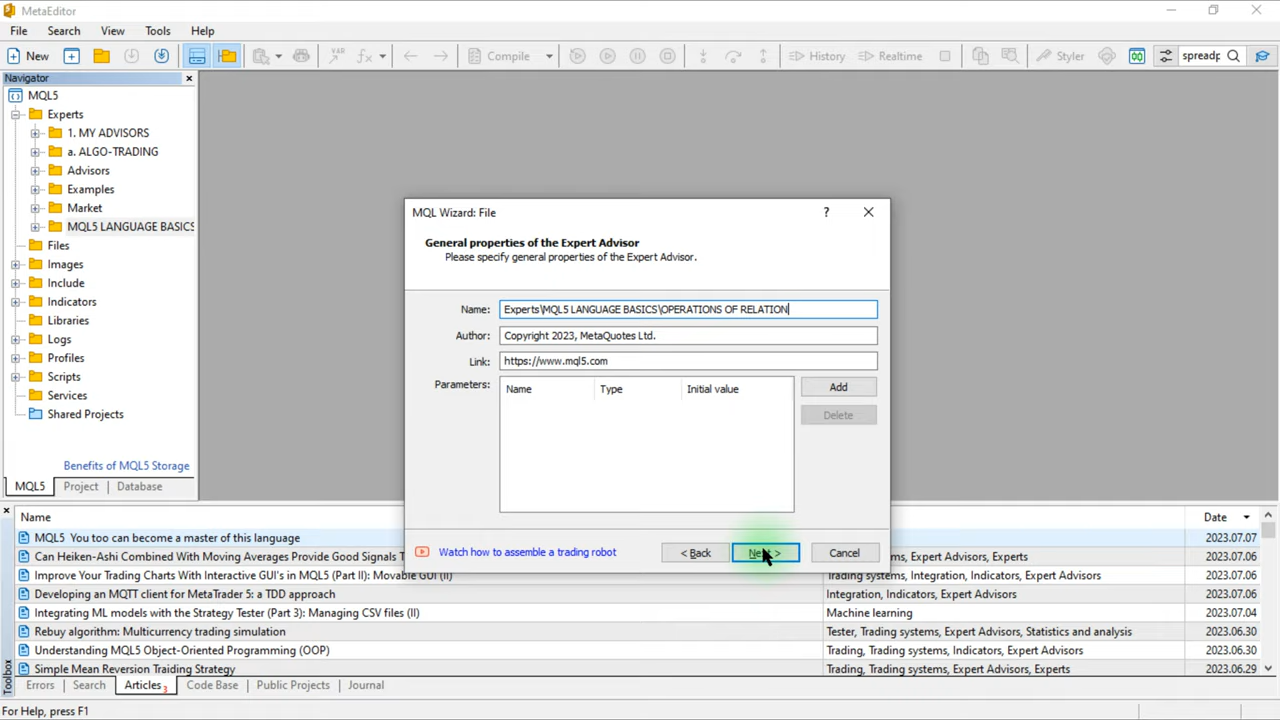 MetaEditor
File Search View Tools Help
New Compile History Realtime Styler
Navigator
MQL5
Experts
1. MY ADVISORS
a. ALGO-TRADING
Advisors
Examples
Market
MQL5 LANGUAGE BASICS
Files
Images
Include
Indicators
Libraries
Logs
Profiles
Scripts
Services
Shared Projects
Benefits of MQL5 Storage
MQL5 Project Database
MQL Wizard: File ?
General properties of the Expert Advisor
Please specify general properties of the Expert Advisor.
Name: Experts\MQL5 LANGUAGE BASICS\OPERATIONS OF RELATION
Author: Copyright 2023, MetaQuotes Ltd.
Link: https://www.mql5.com
Parameters: Name Type Initial value Add
Delete
Watch how to assemble a trading robot < Back Next > Cancel
Name Date
MQL5 You too can become a master of this language 2023.07.07
Can Heiken-Ashi Combined With Moving Averages Provide Good Signals T Experts, Expert Advisors, Experts 2023.07.06
Improve Your Trading Charts With Interactive GUI's in MQL5 (Part II): Movable GUI (II) Trading systems, Integration, Indicators, Expert Advisors, Experts 2023.07.06
Developing an MQTT client for MetaTrader 5: a TDD approach Integration, Indicators, Expert Advisors, Experts 2023.07.06
Integrating ML models with the Strategy Tester (Part 3): Managing CSV files (II) Machine learning 2023.07.04
Rebuy algorithm: Multicurrency trading simulation Tester, Trading systems, Expert Advisors, Statistics and analysis 2023.06.30
Understanding MQL5 Object-Oriented Programming (OOP) Trading, Trading systems, Indicators, Expert Advisors 2023.06.30
Simple Mean Reversion Traiding Strategy Trading, Trading systems, Expert Advisors, Experts 2023.06.29
Errors Search Articles 3 Code Base Public Projects Journal
Toolbox
For Help, press F1